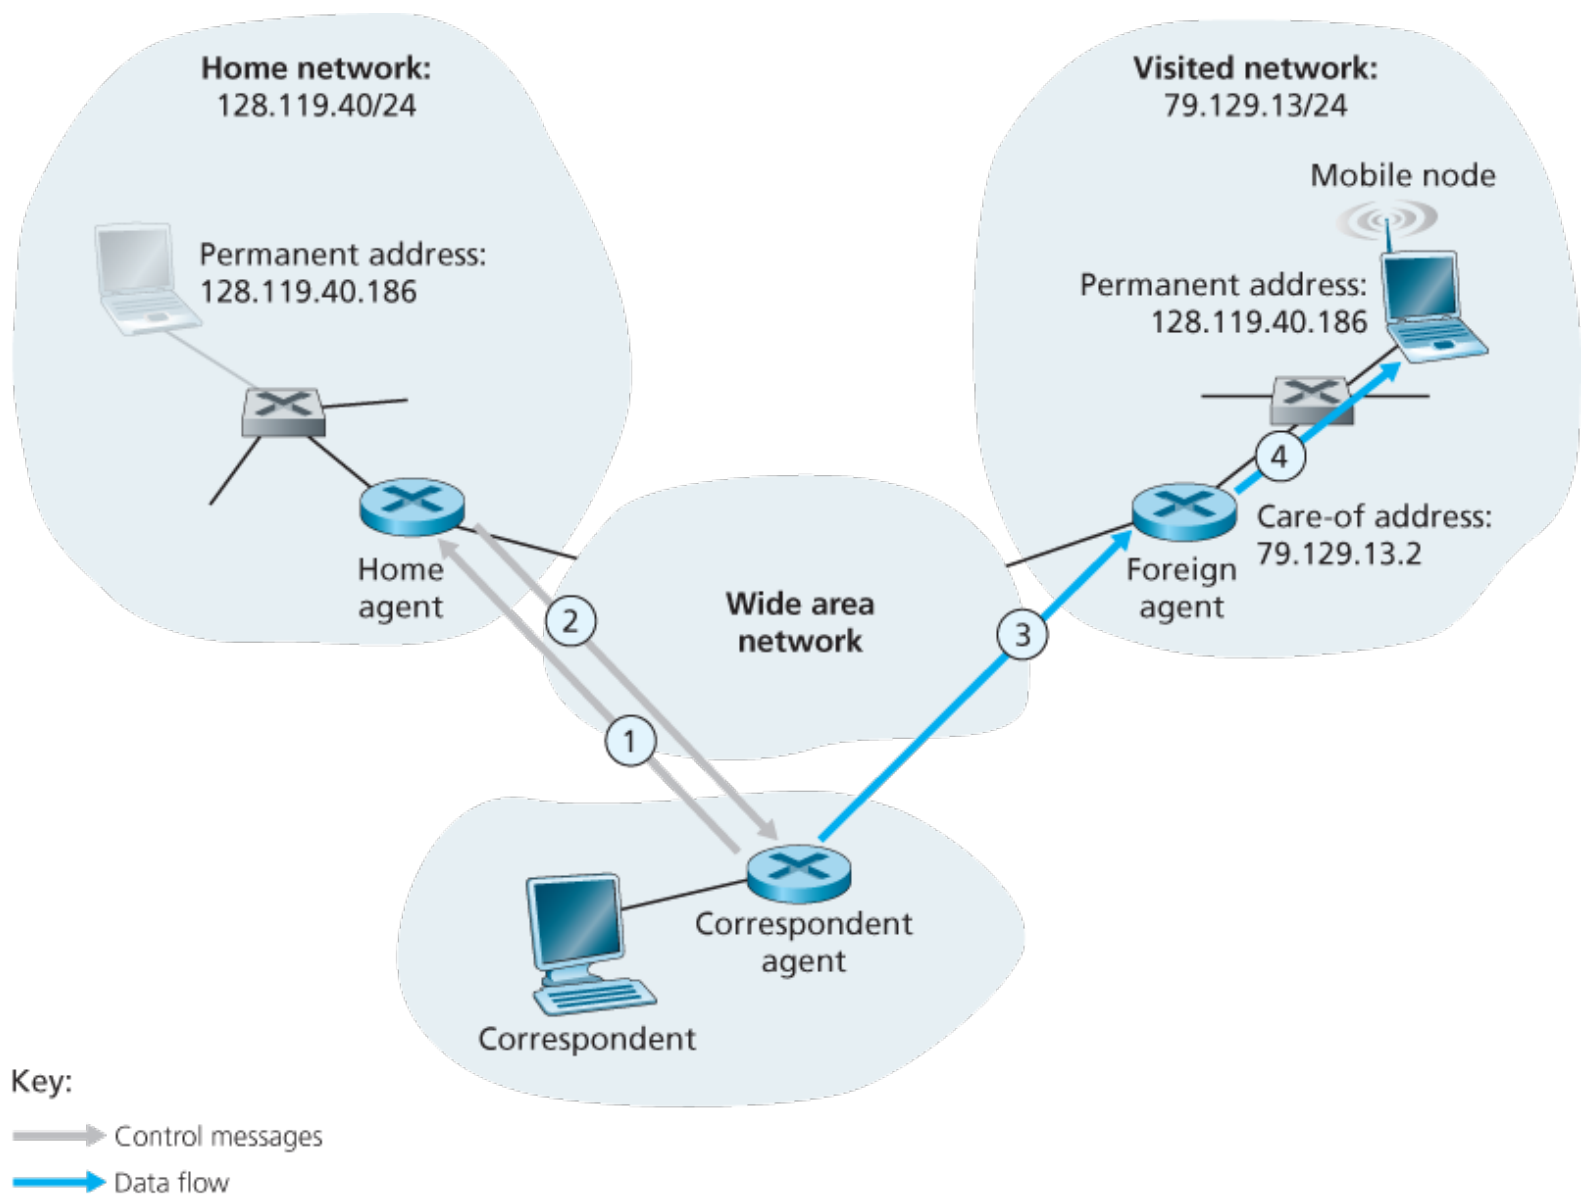 Home network:
128.119.40/24
Visited network:
79.129.13/24
Mobile node
Permanent address:
128.119.40.186
Permanent address:
128.119.40.186
4
Care-of address:
79.129.13.2
Home
agent
Foreign
agent
Wide area
network
2
3
1
Correspondent
agent
Correspondent
Key:
Control messages
Data flow